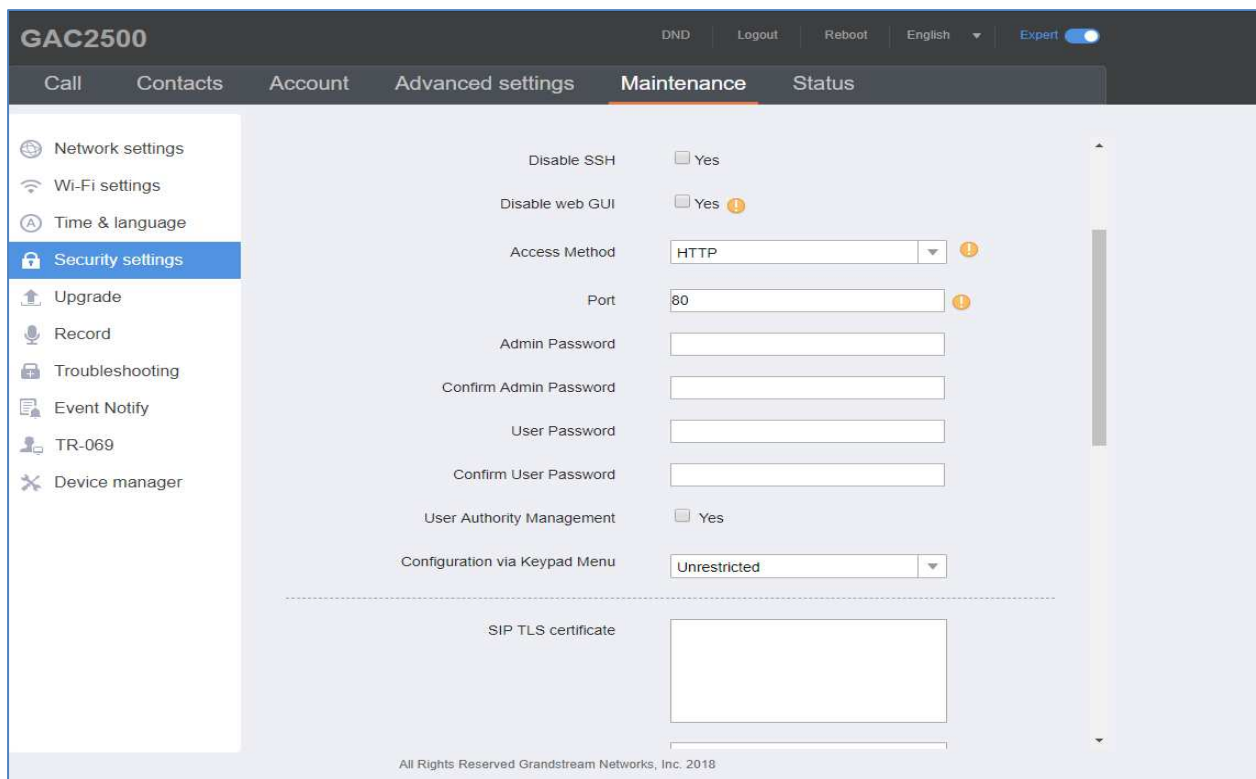 GAC2500 DND Logout Reboot English Expert
Call Contacts Account Advanced settings Maintenance Status
Network settings
Wi-Fi settings
Time & language
Security settings
Upgrade
Record
Troubleshooting
Event Notify
TR-069
Device manager
Disable SSH Yes
Disable web GUI Yes
Access Method HTTP
Port 80
Admin Password
Confirm Admin Password
User Password
Confirm User Password
User Authority Management Yes
Configuration via Keypad Menu Unrestricted
SIP TLS certificate
All Rights Reserved Grandstream Networks, Inc. 2018